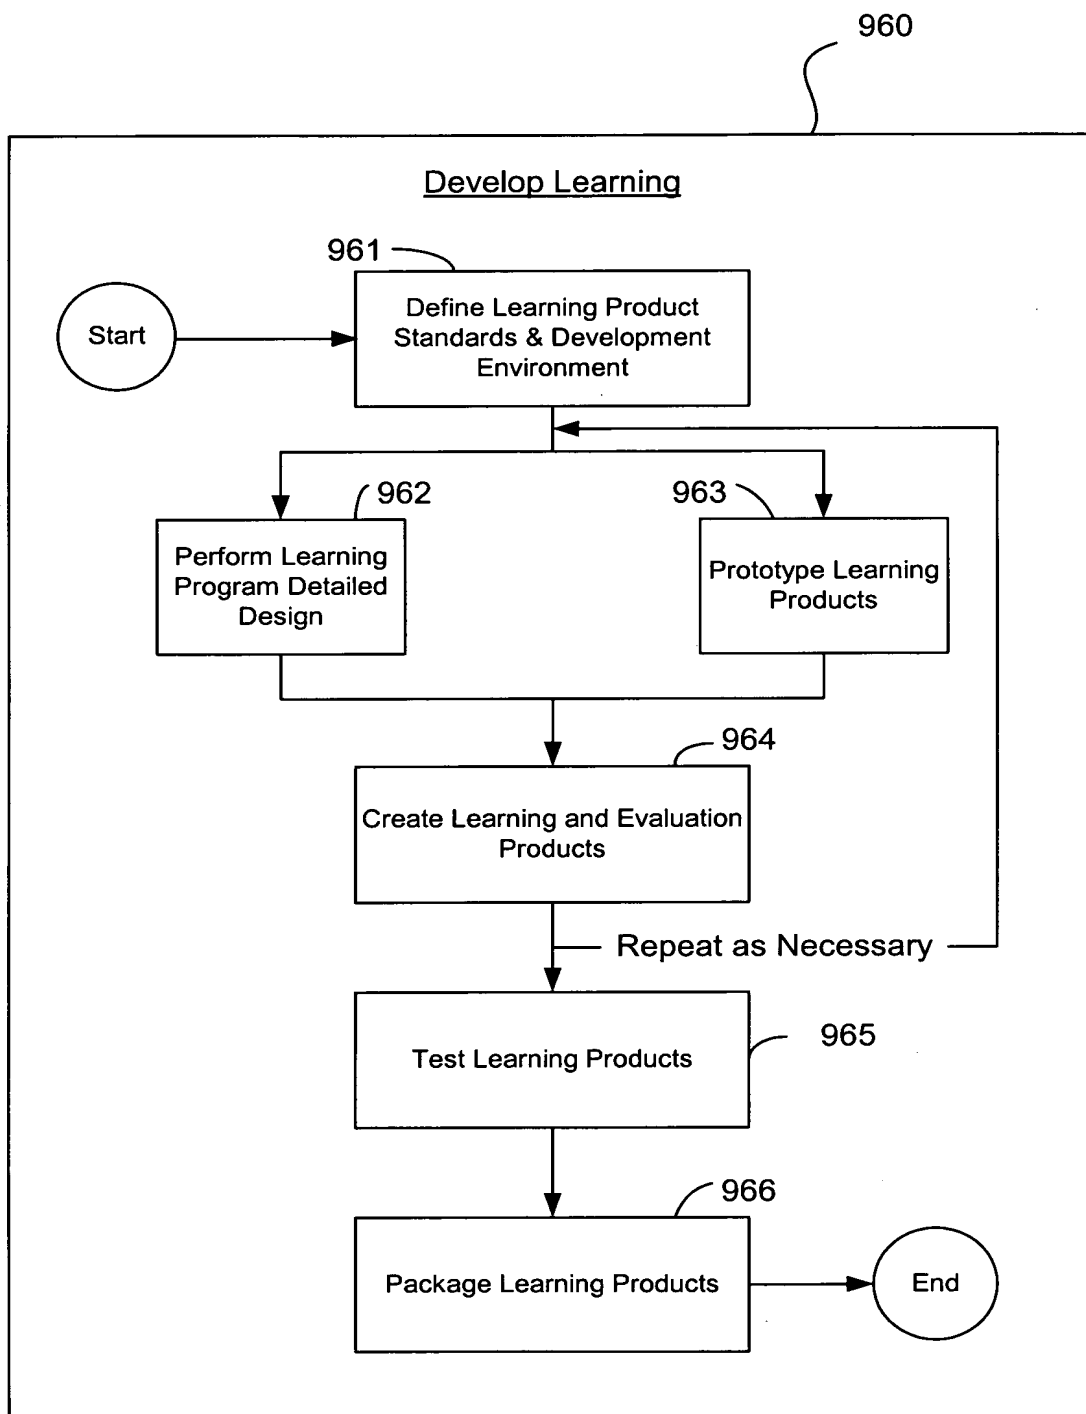 960
Develop Learning
961
Define Learning Product
Standards & Development
Environment
Start
962
963
Perform Learning
Program Detailed
Design
Prototype Learning
Products
964
Create Learning and Evaluation
Products
Repeat as Necessary
Test Learning Products
965
966
Package Learning Products
End